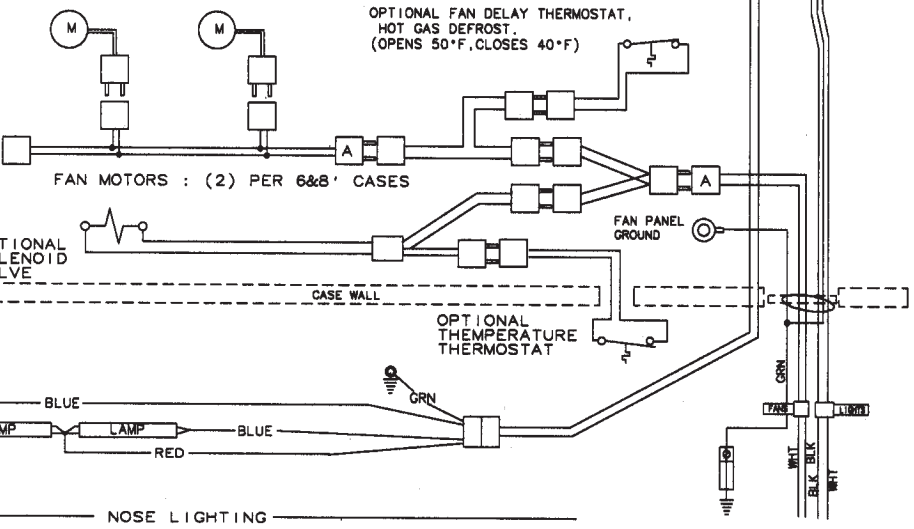 M
M
OPTIONAL FAN DELAY THERMOSTAT,
HOT GAS DEFROST.
(OPENS 50°F,CLOSES 40°F)
A
FAN MOTORS : (2) PER 6&8' CASES
A
FAN PANEL
GROUND
TIONAL
LENOID
LVE
CASE WALL
OPTIONAL
THEMPERATURE
THERMOSTAT
GRN
GRN
BLUE
FANS
LIGHTS
MP
LAMP
BLUE
RED
WHT
BLK
BLK
WHT
NOSE LIGHTING